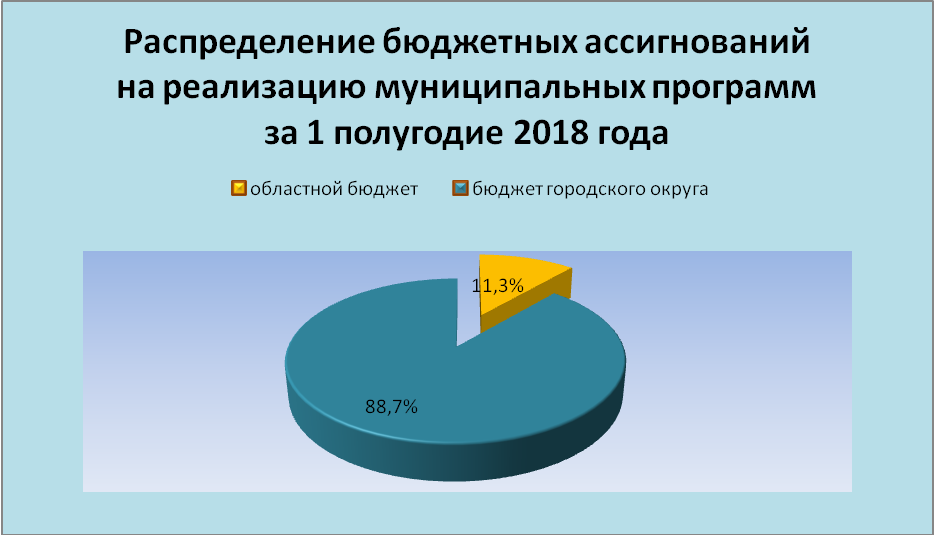 Распределение бюджетных ассигнований
на реализацию муниципальных программ
за 1 полугодие 2018 года
областной бюджет бюджет городского округа
11,3%
88,7%